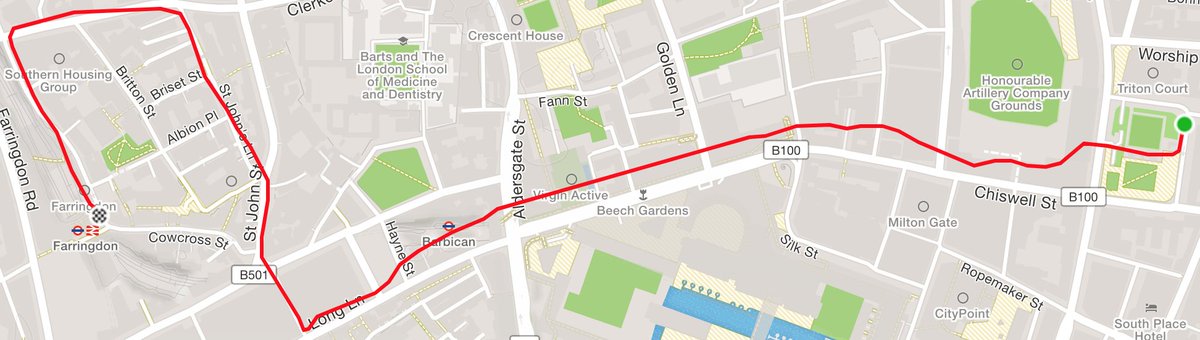 Clerke
Crescent House
Southern Housing
Group
Britton St
Briset St
Albion Pl
St John's Ln
St John St
Farringdon Rd
Farringdon
Farringdon
Cowcross St
B501
Barts and The
London School
of Medicine
and Dentistry
Fann St
Golden Ln
Aldersgate St
Virgin Active
Beech Gardens
Barbican
Hayne St
Long Ln
B100
Silk St
Honourable
Artillery Company
Grounds
Worship
Triton Court
Chiswell St
B100
Milton Gate
Ropemaker St
CityPoint
South Place
Hotel